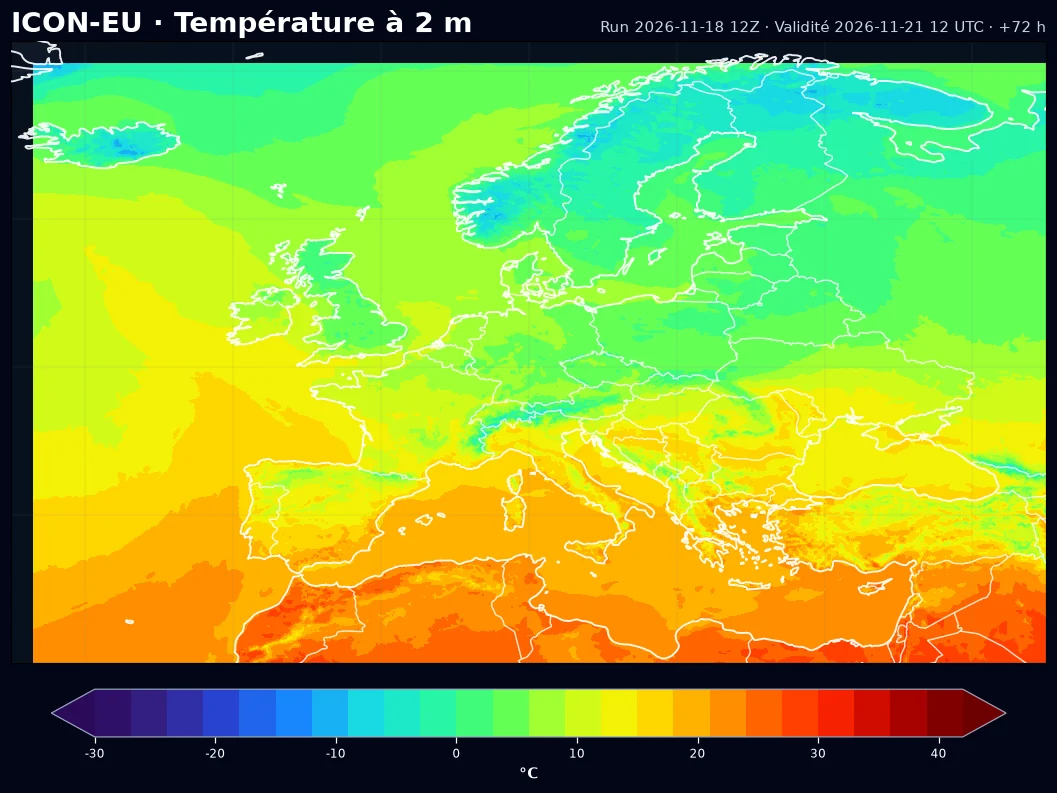 ICON-EU · Température à 2 m
Run 2026-11-18 12Z · Validité 2026-11-21 12 UTC · +72 h
-30 -20 -10 0 10 20 30 40
°C